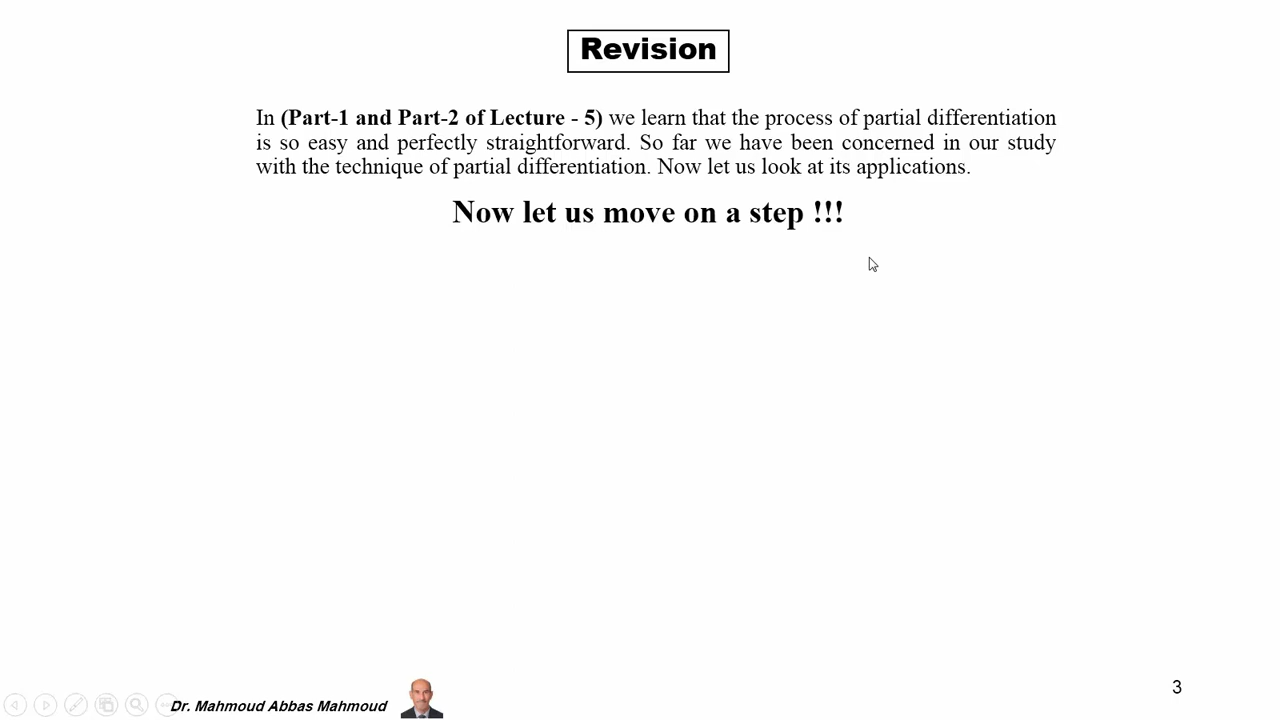 Revision
In (Part-1 and Part-2 of Lecture - 5) we learn that the process of partial differentiation
is so easy and perfectly straightforward. So far we have been concerned in our study
with the technique of partial differentiation. Now let us look at its applications.
Now let us move on a step !!!
Dr. Mahmoud Abbas Mahmoud
3